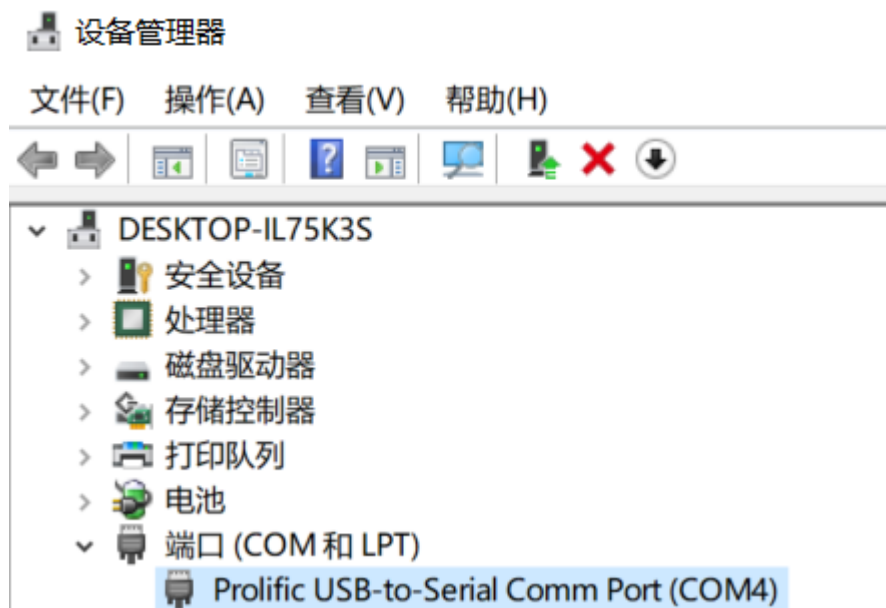 设备管理器
文件(F) 操作(A) 查看(V) 帮助(H)
DESKTOP-IL75K3S
安全设备
处理器
磁盘驱动器
存储控制器
打印队列
电池
端口 (COM 和 LPT)
Prolific USB-to-Serial Comm Port (COM4)